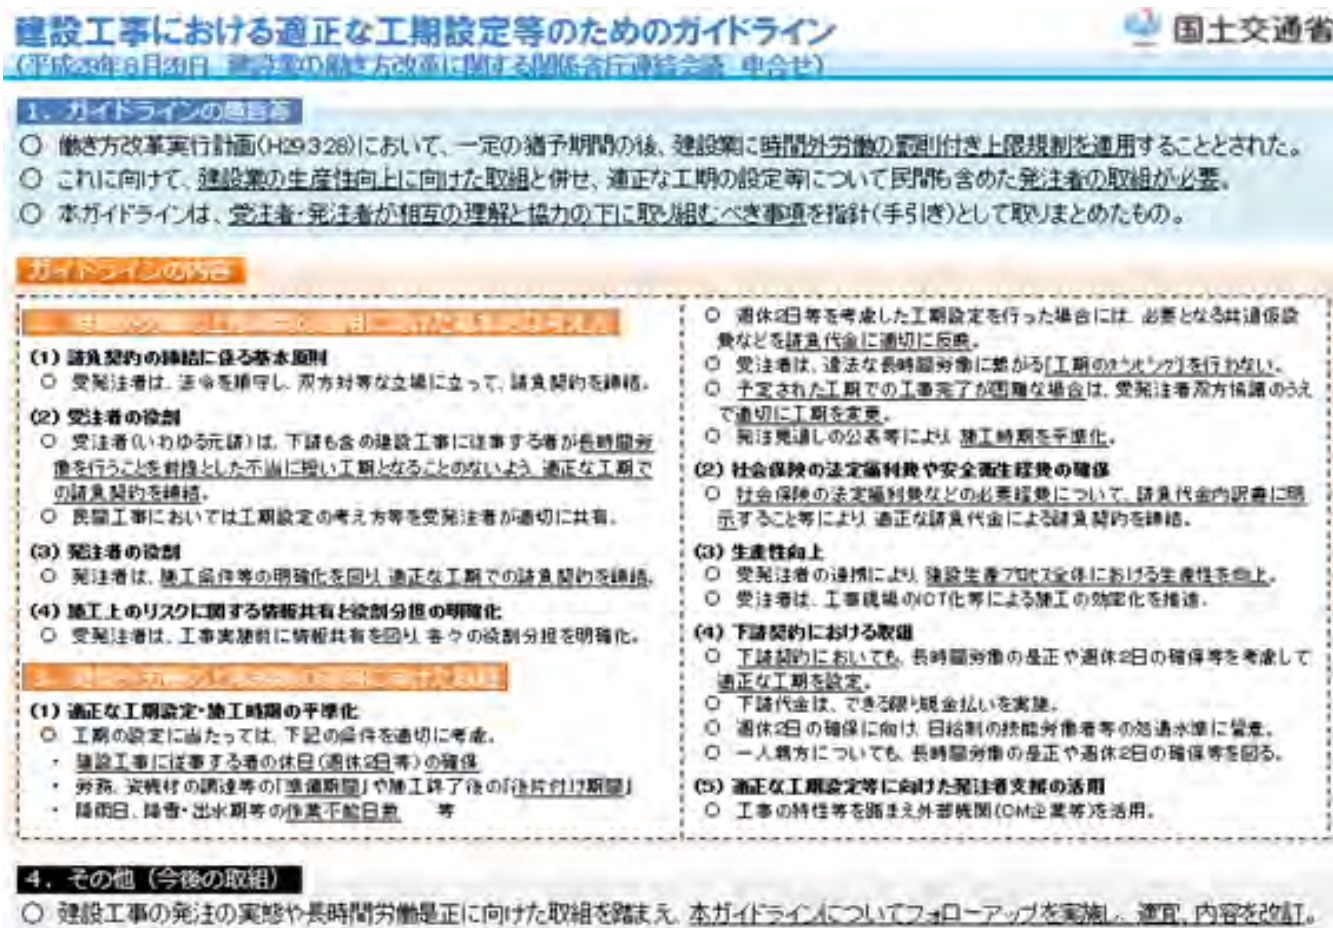 建設工事における適正な工期設定等のためのガイドライン
国土交通省
(平成29年8月28日 建設業の働き方改革に関する関係省庁連絡会議 申合せ)
1.ガイドラインの趣旨等
○ 働き方改革実行計画(H29.3.28)において、一定の猶予期間の後、建設業に時間外労働の罰則付き上限規制を適用することとされた。
○ これに向けて、建設業の生産性向上に向けた取組と併せ、適正な工期の設定等について民間も含めた発注者の取組が必要。
○ 本ガイドラインは、受注者・発注者が相互の理解と協力の下に取り組むべき事項を指針(手引き)として取りまとめたもの。
ガイドラインの内容
(1)請負契約の締結に係る基本原則
○ 受発注者は、法令を順守し、双方対等な立場に立って、請負契約を締結。
(2)受注者の役割
○ 受注者(いわゆる元請)は、下請も含め建設工事に従事する者が長時間労
働を行うことを前提とした不当に短い工期となることのないよう、適正な工期で
の請負契約を締結。
○ 民間工事においては工期設定の考え方等を受発注者が適切に共有。
(3)発注者の役割
○ 発注者は、施工条件等の明確化を図り、適正な工期での請負契約を締結。
(4)施工上のリスクに関する情報共有と役割分担の明確化
○ 受発注者は、工事実施前に情報共有を図り、各々の役割分担を明確化。
(1)適正な工期設定・施工時期の平準化
○ 工期の設定に当たっては、下記の条件を適切に考慮。
・ 建設工事に従事する者の休日(週休2日等)の確保
・ 労務、資機材の調達等の「準備期間」や施工終了後の「後片付け期間」
・ 降雨日、降雪・出水期等の作業不能日数 等
○ 週休2日等を考慮した工期設定を行った場合には、必要となる共通仮設
費などを請負代金に適切に反映。
○ 受注者は、違法な長時間労働に繋がる「工期のダンピング」を行わない。
○ 予定された工期での工事完了が困難な場合は、受発注者双方協議のうえ
で適切に工期を変更。
○ 発注見通しの公表等により、施工時期を平準化。
(2)社会保険の法定福利費や安全衛生経費の確保
○ 社会保険の法定福利費などの必要経費について、請負代金内訳書に明
示すること等により、適正な請負代金による請負契約を締結。
(3)生産性向上
○ 受発注者の連携により、建設生産プロセス全体における生産性を向上。
○ 受注者は、工事現場のICT化等による施工の効率化を推進。
(4)下請契約における取組
○ 下請契約においても、長時間労働の是正や週休2日の確保等を考慮して
適正な工期を設定。
○ 下請代金は、できる限り現金払いを実施。
○ 週休2日の確保に向け、日給制の技能労働者等の処遇水準に留意。
○ 一人親方についても、長時間労働の是正や週休2日の確保等を図る。
(5)適正な工期設定等に向けた発注者支援の活用
○ 工事の特性等を踏まえ外部機関(CM企業等)を活用。
4.その他(今後の取組)
○ 建設工事の発注の実態や長時間労働是正に向けた取組を踏まえ、本ガイドラインについてフォローアップを実施し、適宜、内容を改訂。